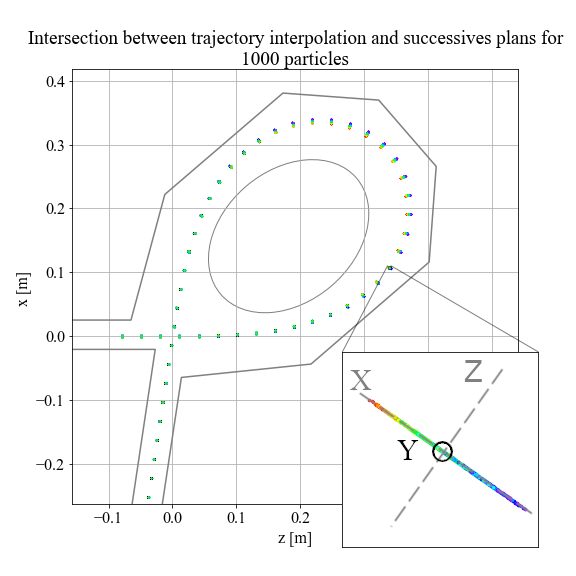 Intersection between trajectory interpolation and successives plans for
1000 particles
0.4
0.3
0.2
0.1
0.0
−0.1
−0.2
x [m]
−0.1
0.0
0.1
0.2
z [m]
X
Z
Y